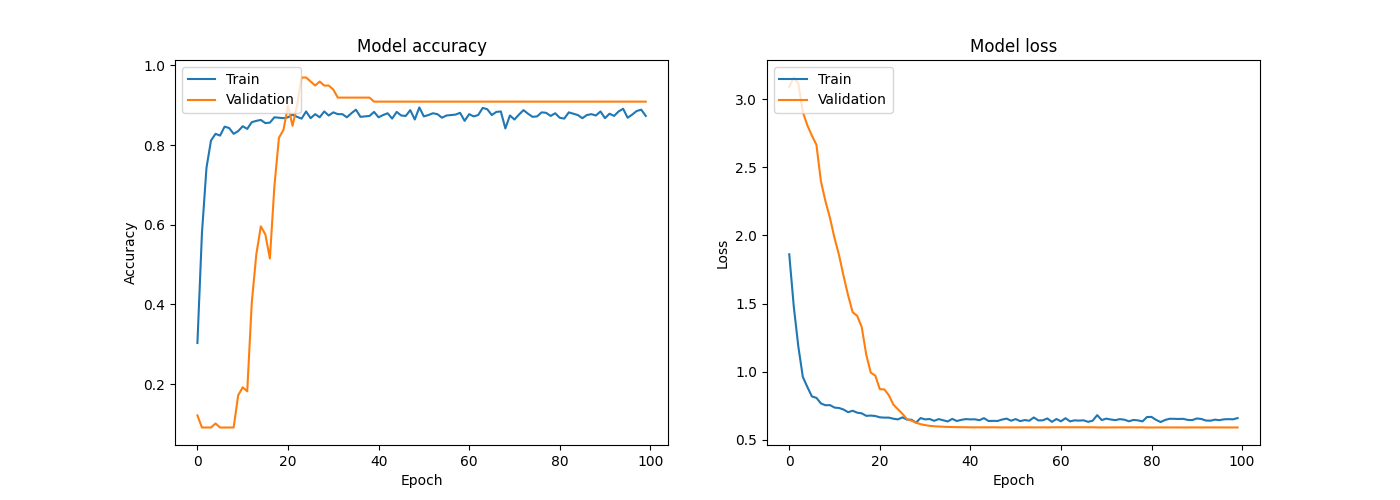 Model accuracy
Train
Validation
1.0
0.8
0.6
0.4
0.2
Accuracy
0 20 40 60 80 100
Epoch
Model loss
Train
Validation
3.0
2.5
2.0
1.5
1.0
0.5
Loss
0 20 40 60 80 100
Epoch